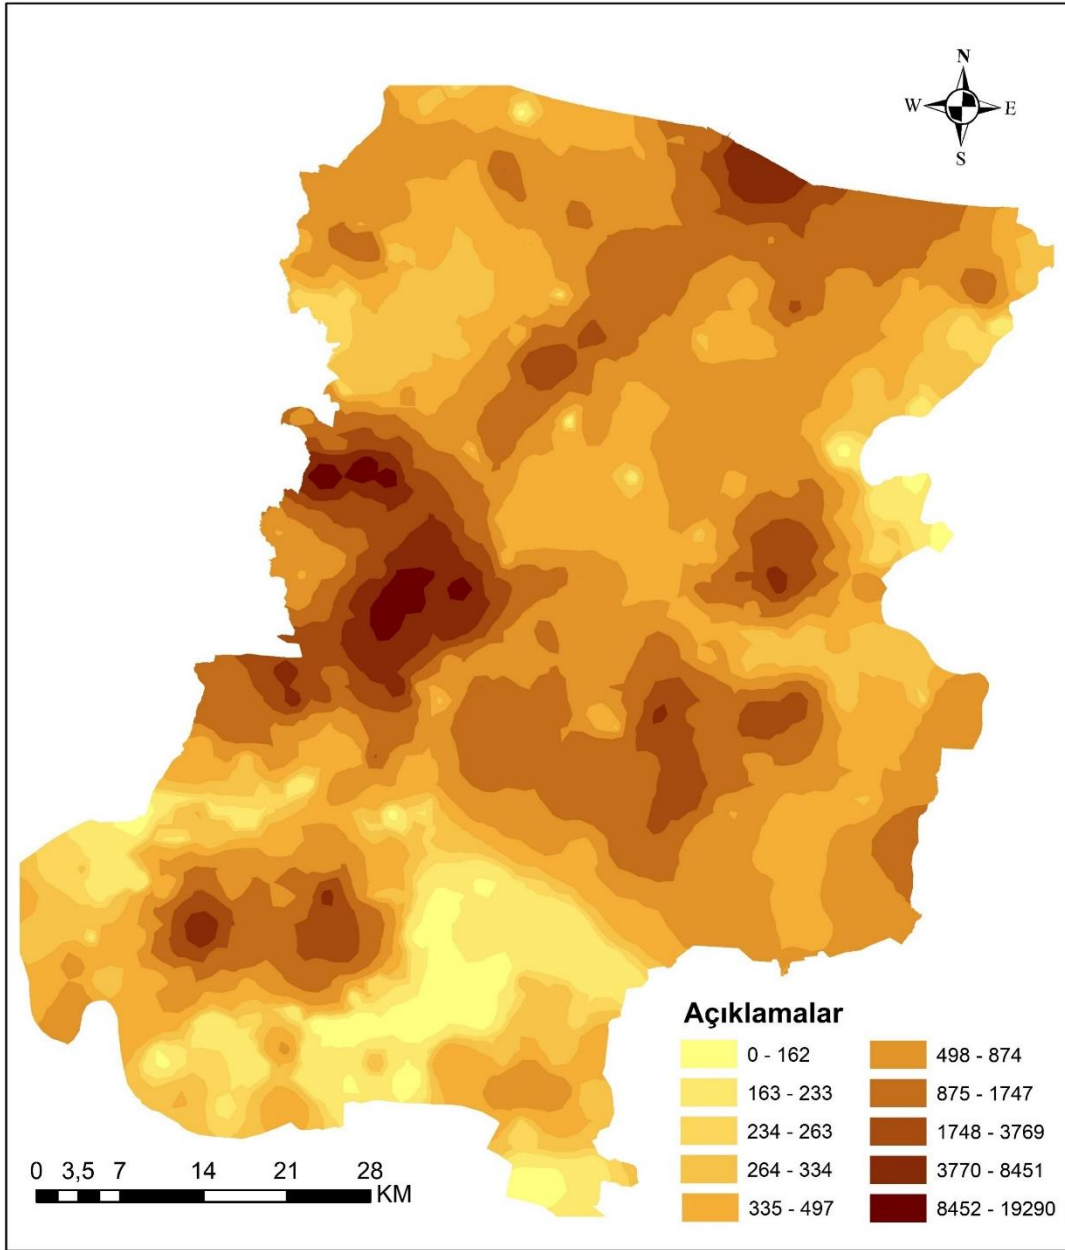 N
W E
S
Açıklamalar
0 - 162
163 - 233
234 - 263
264 - 334
335 - 497
498 - 874
875 - 1747
1748 - 3769
3770 - 8451
8452 - 19290
0 3,5 7 14 21 28
KM